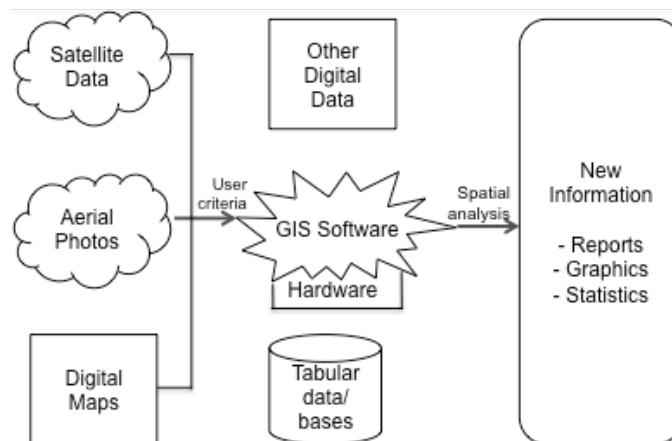 Satellite
Data
Other
Digital
Data
Aerial
Photos
User
criteria
GIS Software
Hardware
Spatial
analysis
New
Information
- Reports
- Graphics
- Statistics
Digital
Maps
Tabular
data/
bases